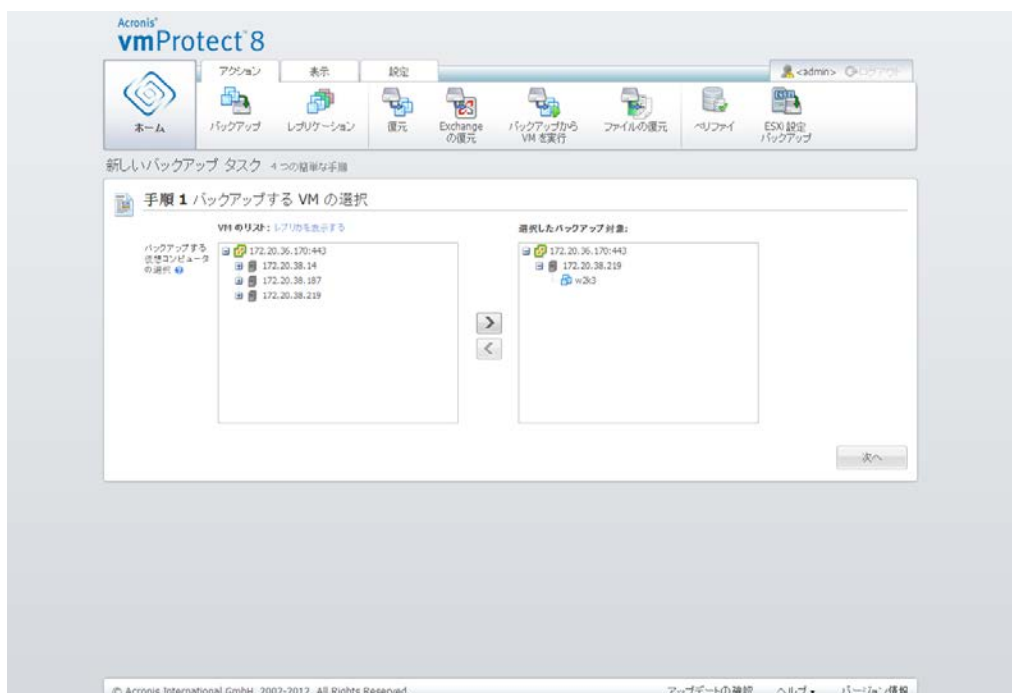 Acronis®
vmProtect 8
アクション 表示 設定 <admin> ログアウト
ホーム バックアップ レプリケーション 復元 Exchange の復元 バックアップから VM を実行 ファイルの復元 ベリファイ ESXi 設定 バックアップ
新しいバックアップ タスク 4 つの簡単な手順
手順 1 バックアップする VM の選択
VM のリスト: レプリカを表示する
選択したバックアップ対象:
バックアップする
仮想コンピュータ
の選択
172.20.36.170:443
172.20.38.14
172.20.38.187
172.20.38.219
172.20.36.170:443
172.20.38.219
w2k3
次へ
© Acronis International GmbH, 2002-2012. All Rights Reserved.
アップデートの確認 ヘルプ バージョン情報